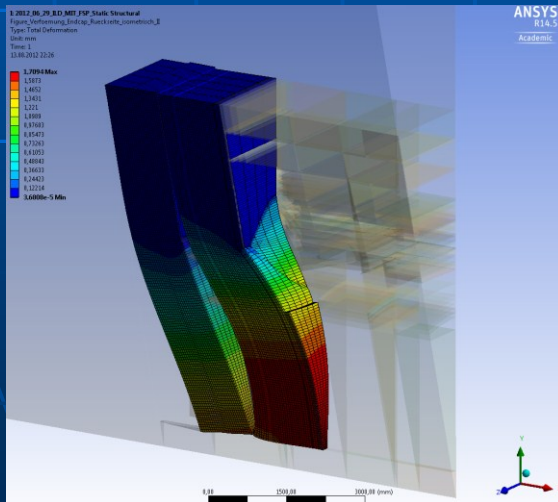 I: 2012_06_29_ILD_MIT_FSP_Static Structural
Figure_Verformung_Endcap_Rueckseite_isometrisch_II
Type: Total Deformation
Unit: mm
Time: 1
13.08.2012 22:26
1,7094 Max
1,5873
1,4652
1,3431
1,221
1,0989
0,97683
0,85473
0,73263
0,61053
0,48843
0,36633
0,24423
0,12214
3,6008e-5 Min
ANSYS
R14.5
Academic
Y
Z
0,00
1500,00
3000,00 (mm)